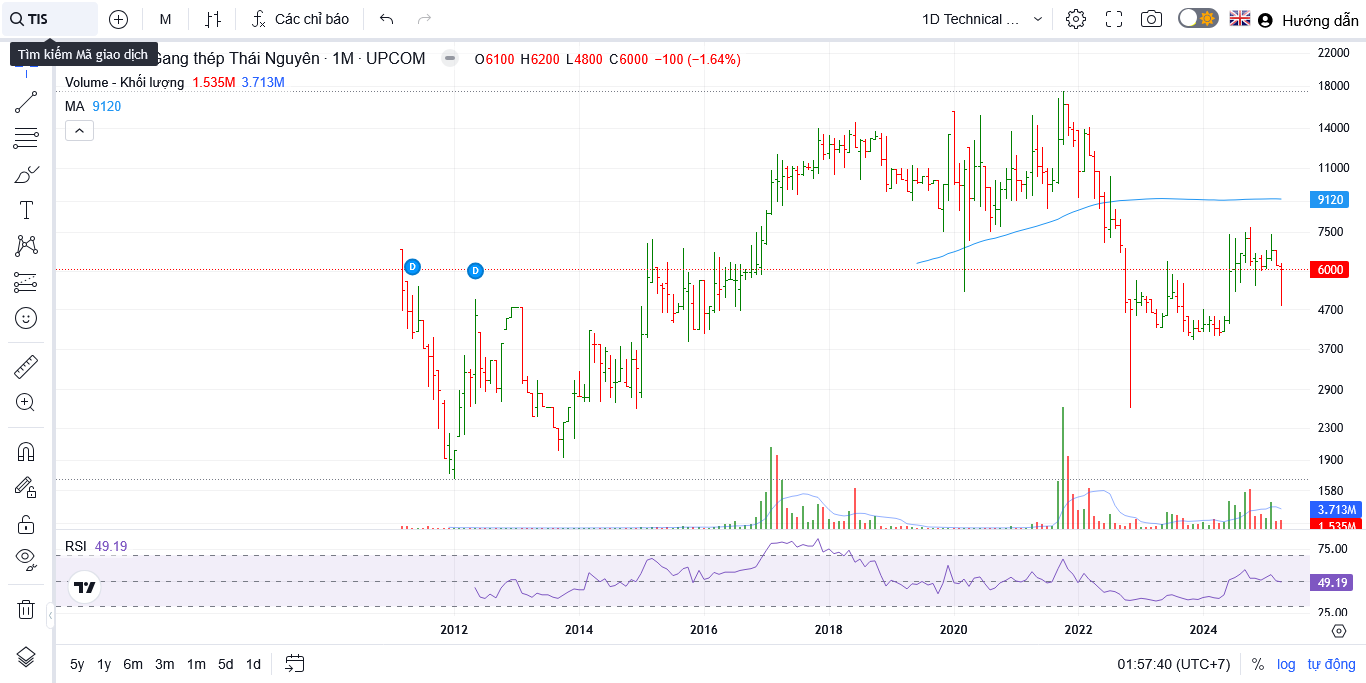 TIS M Các chỉ báo 1D Technical ... Hướng dẫn
Tìm kiếm Mã giao dịch
Gang thép Thái Nguyên · 1M · UPCOM O6100 H6200 L4800 C6000 −100 (−1.64%)
Volume - Khối lượng 1.535M 3.713M
MA 9120
22000
18000
14000
11000
9120
7500
6000
4700
3700
2900
2300
1900
1580
3.713M
1.535M
D
D
RSI 49.19
75.00
49.19
25.00
2012 2014 2016 2018 2020 2022 2024
5y 1y 6m 3m 1m 5d 1d 01:57:40 (UTC+7) % log tự động